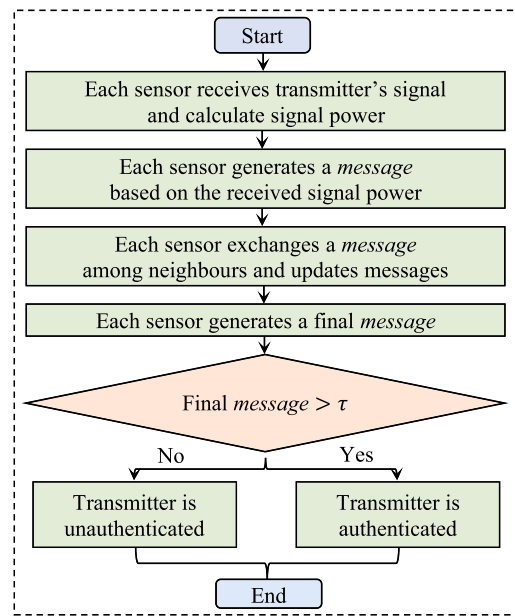 Start
Each sensor receives transmitter’s signal
and calculate signal power
Each sensor generates a message
based on the received signal power
Each sensor exchanges a message
among neighbours and updates messages
Each sensor generates a final message
Final message > τ
No
Yes
Transmitter is
unauthenticated
Transmitter is
authenticated
End